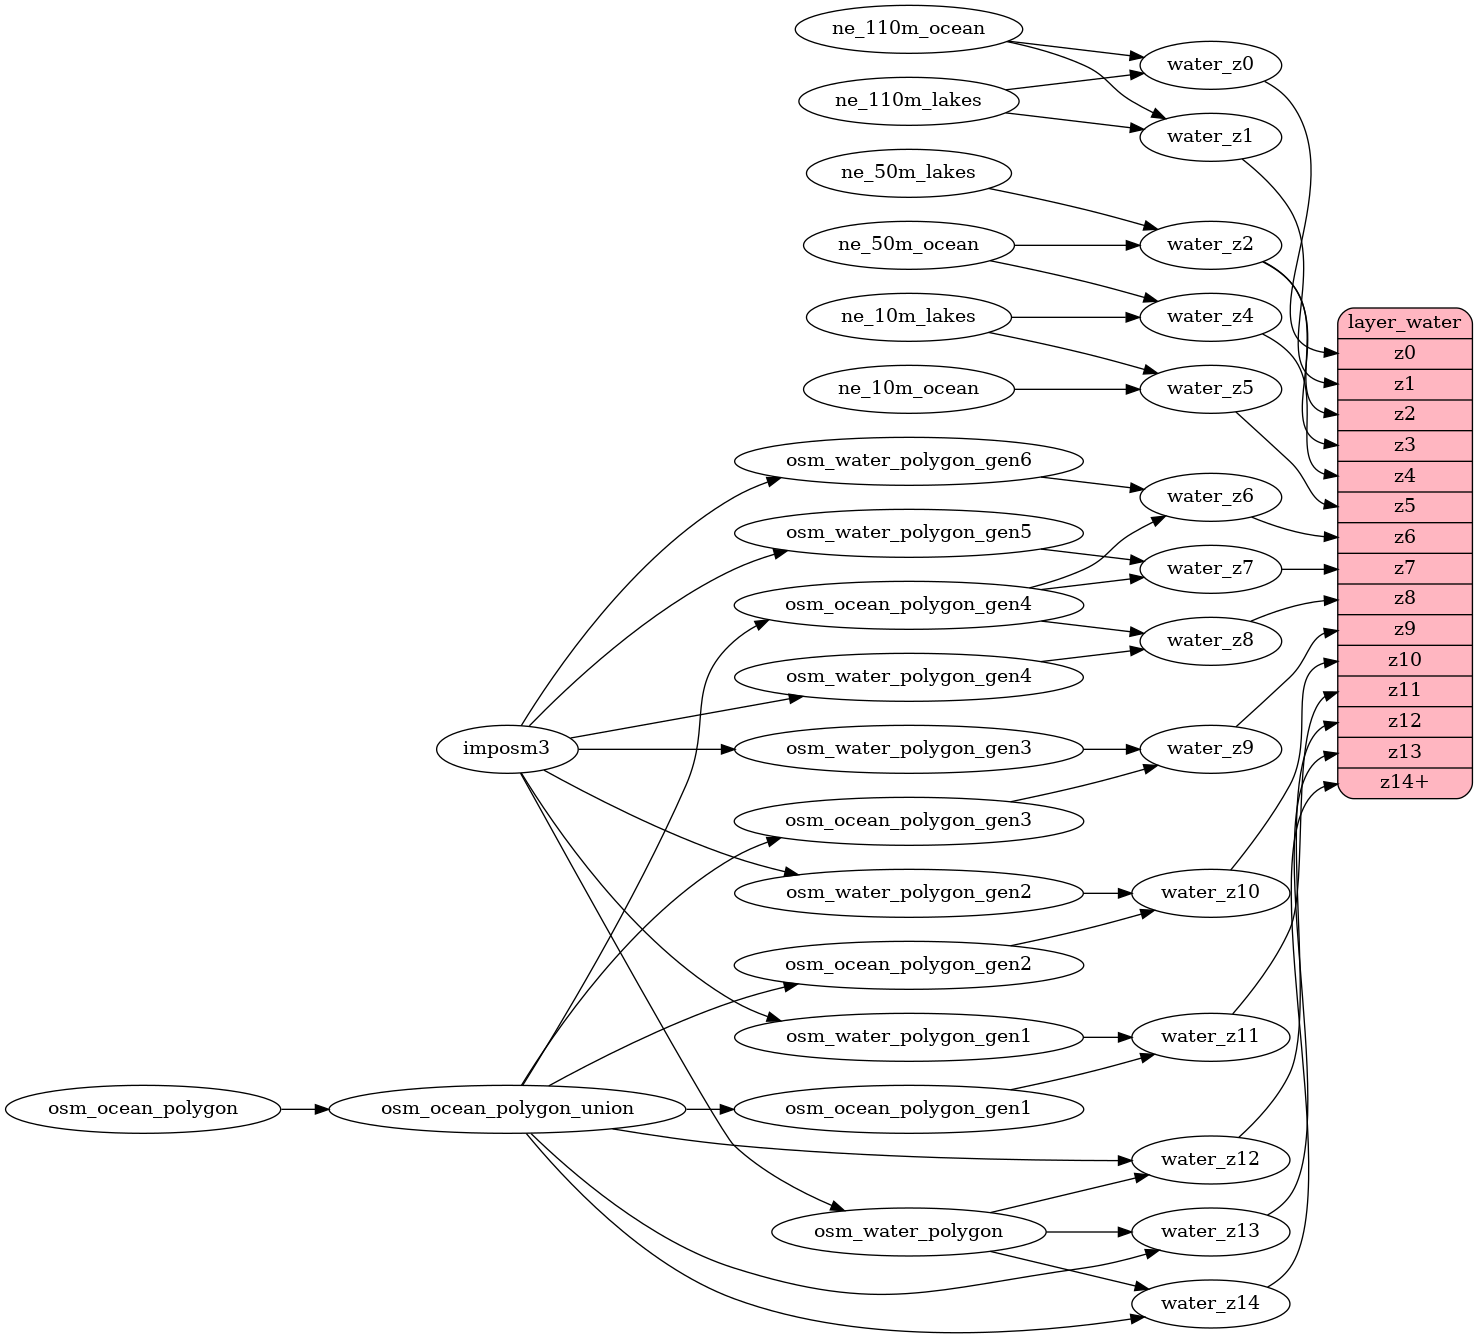 ne_110m_ocean
water_z0
ne_110m_lakes
water_z1
ne_50m_lakes
ne_50m_ocean
water_z2
ne_10m_lakes
water_z4
ne_10m_ocean
water_z5
osm_water_polygon_gen6
water_z6
osm_water_polygon_gen5
water_z7
osm_ocean_polygon_gen4
water_z8
osm_water_polygon_gen4
imposm3
osm_water_polygon_gen3
water_z9
osm_ocean_polygon_gen3
osm_water_polygon_gen2
water_z10
osm_ocean_polygon_gen2
osm_water_polygon_gen1
water_z11
osm_ocean_polygon
osm_ocean_polygon_union
osm_ocean_polygon_gen1
water_z12
osm_water_polygon
water_z13
water_z14
layer_water
z0
z1
z2
z3
z4
z5
z6
z7
z8
z9
z10
z11
z12
z13
z14+